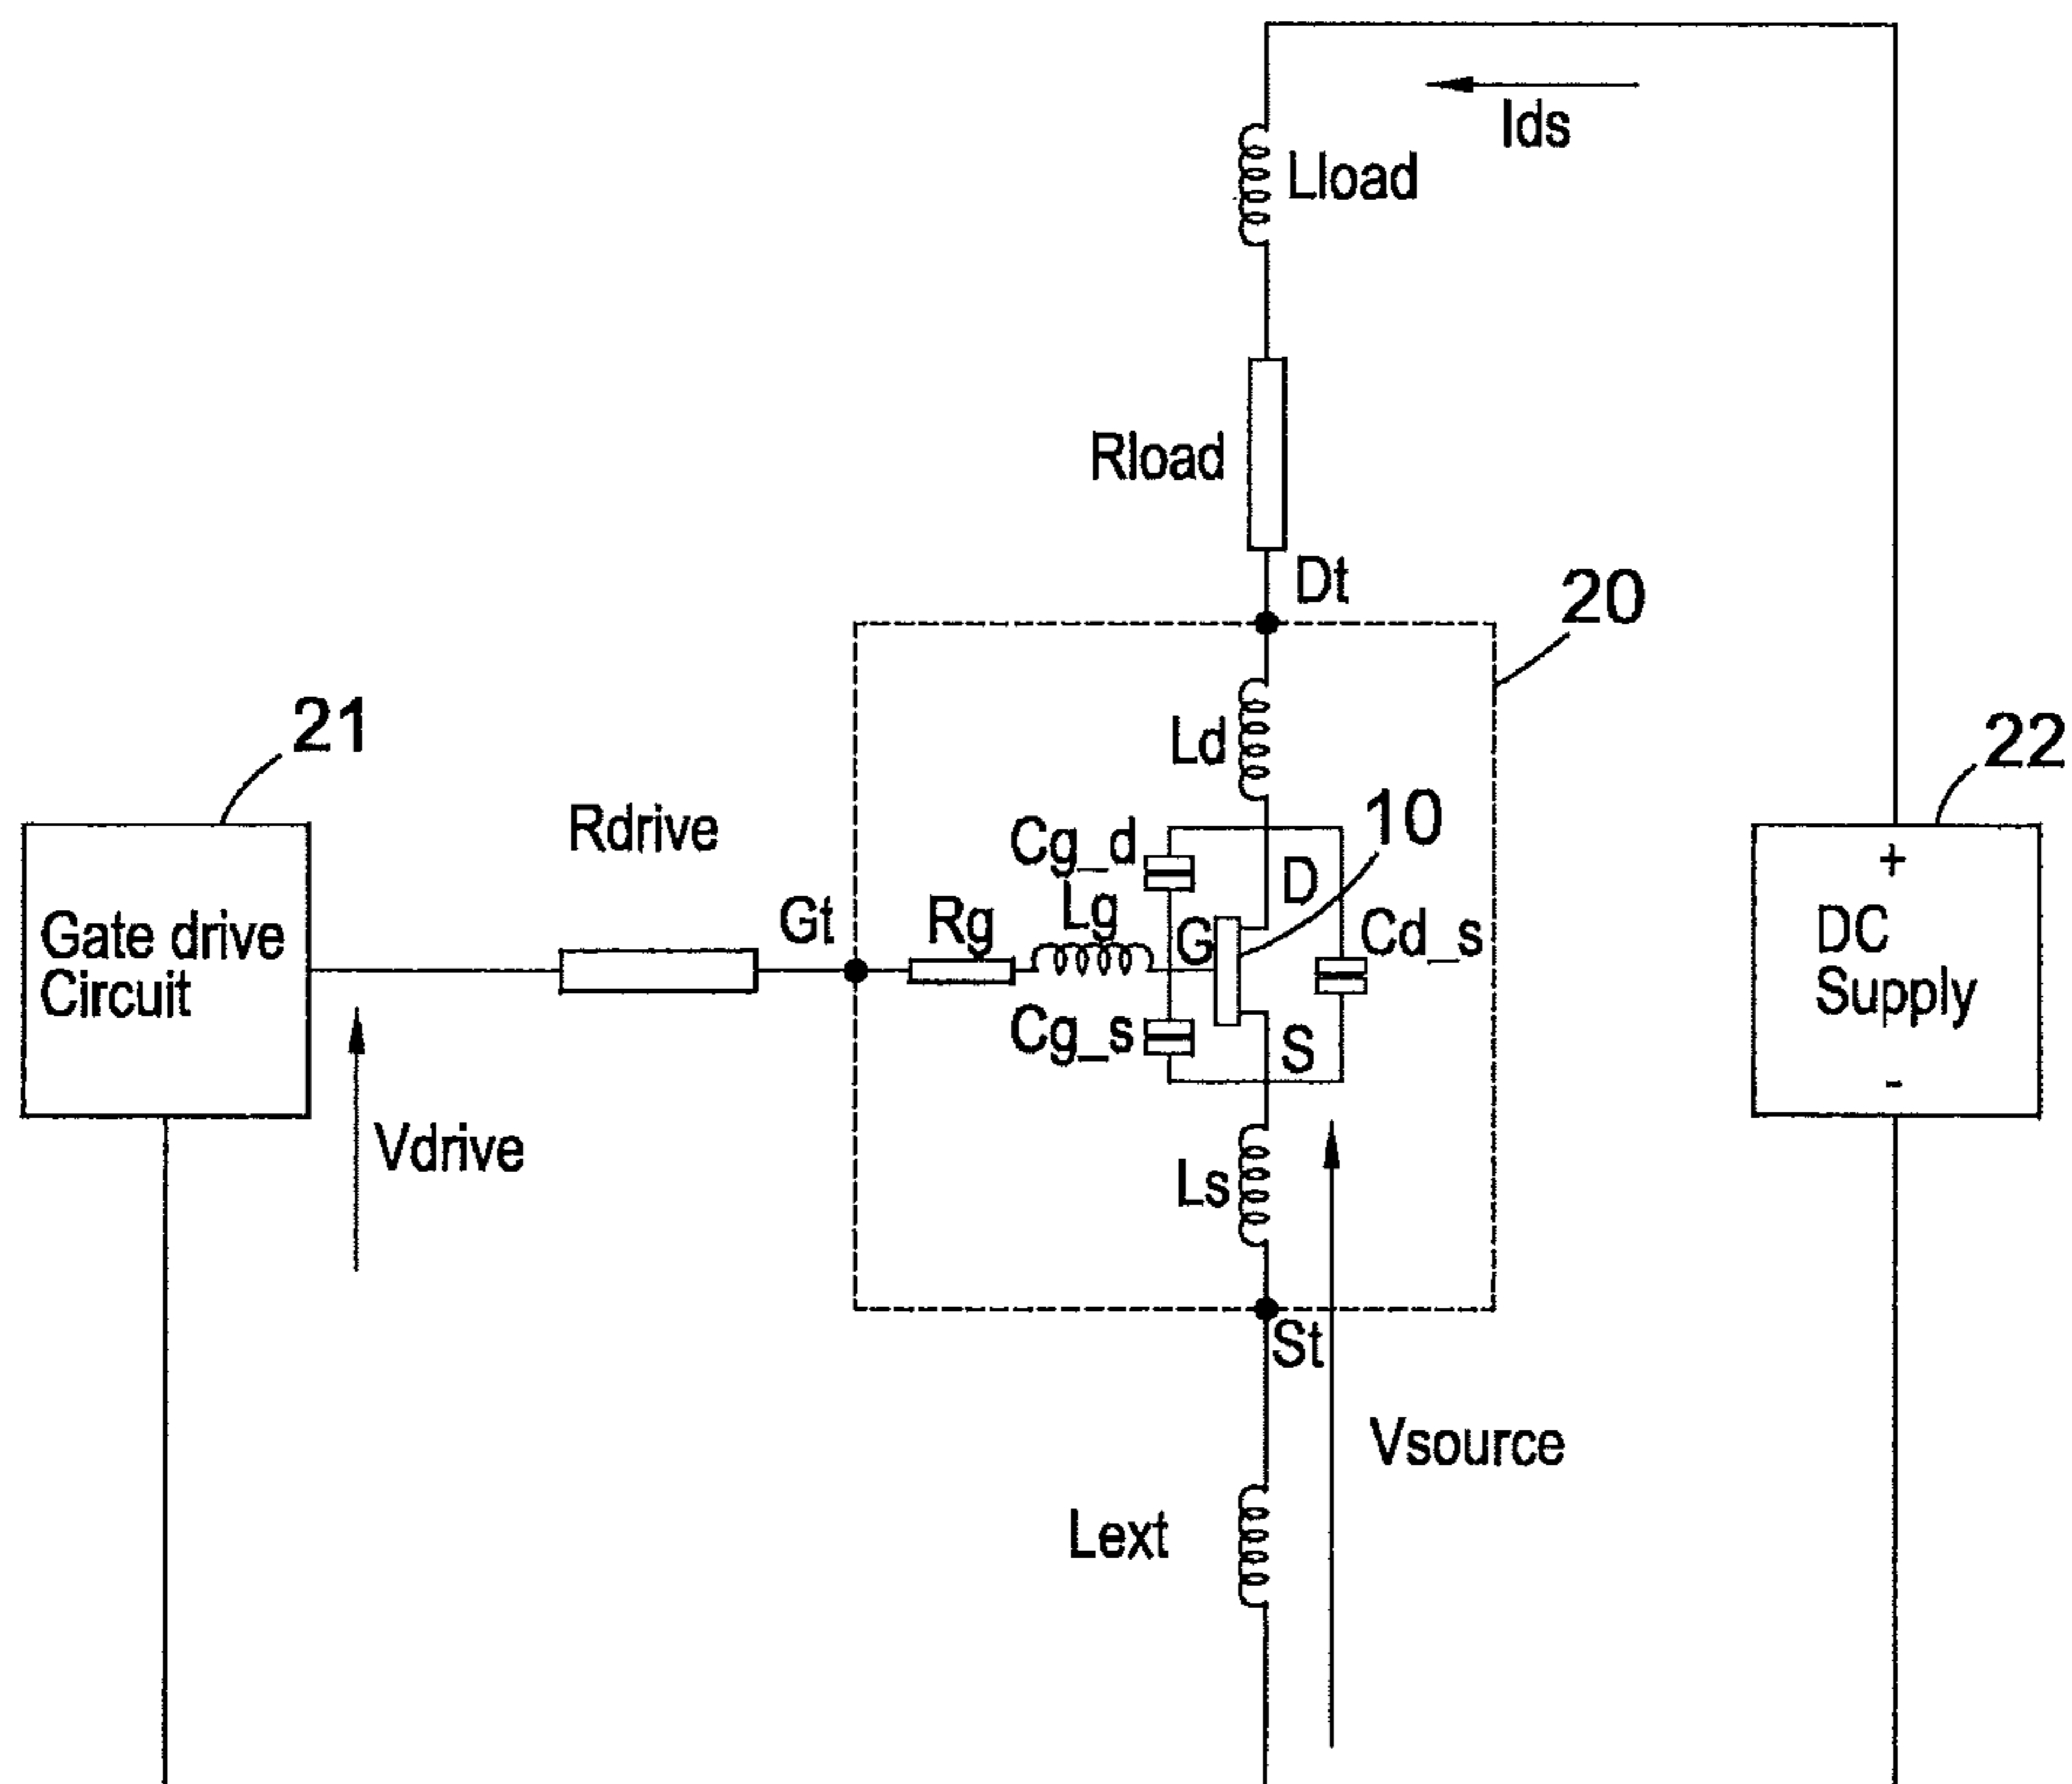 Ids
Lload
Rload
Dt
20
21
Ld
22
Rdrive
Cg_d
10
+
D
Lg
Gt
Rg
G
Cd_s
Gate drive
Circuit
DC
Supply
Cg_s
S
-
Vdrive
Ls
St
Vsource
Lext